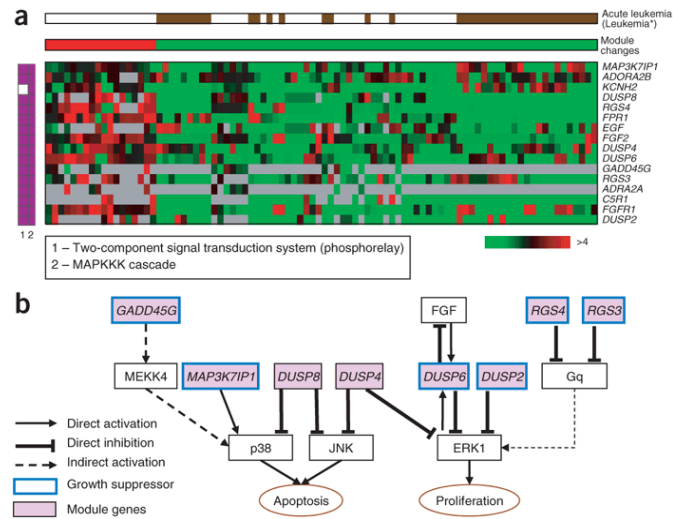 a
Acute leukemia
(Leukemia*)
Module
changes
MAP3K7IP1
ADORA2B
KCNH2
DUSP8
RGS4
FPR1
EGF
FGF2
DUSP4
DUSP6
GADD45G
RGS3
ADRA2A
C5R1
FGFR1
DUSP2
1 2
>4
1 – Two-component signal transduction system (phosphorelay)
2 – MAPKKK cascade
b
GADD45G
FGF
RGS4
RGS3
MEKK4
MAP3K7IP1
DUSP8
DUSP4
DUSP6
DUSP2
Gq
p38
JNK
ERK1
Apoptosis
Proliferation
Direct activation
Direct inhibition
Indirect activation
Growth suppressor
Module genes